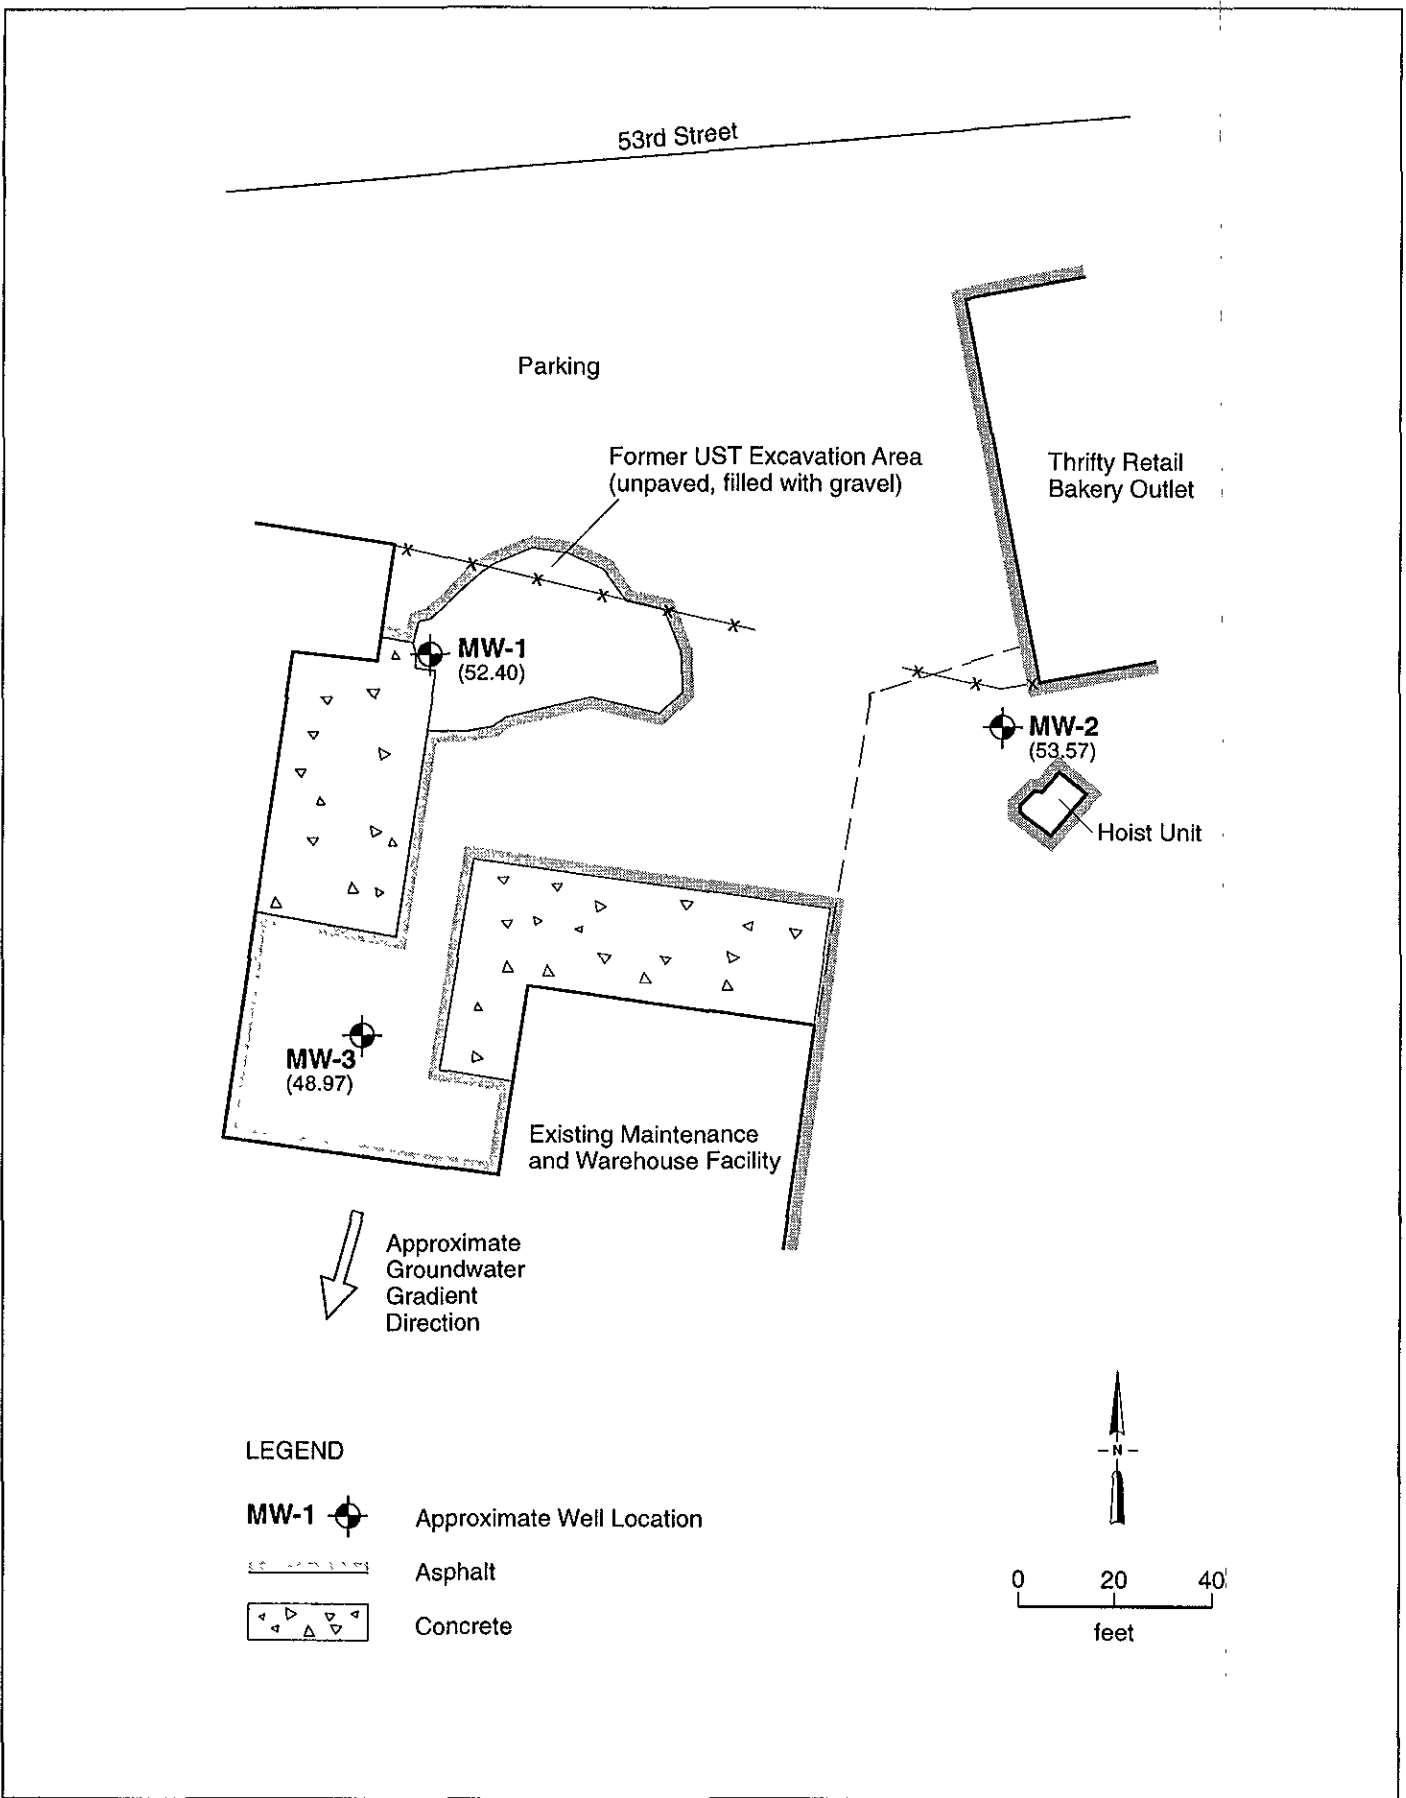 53rd Street
Parking
Former UST Excavation Area
(unpaved, filled with gravel)
Thrifty Retail
Bakery Outlet
MW-1
(52.40)
MW-2
(53.57)
Hoist Unit
MW-3
(48.97)
Existing Maintenance
and Warehouse Facility
Approximate
Groundwater
Gradient
Direction
N
LEGEND
MW-1 Approximate Well Location
Asphalt
Concrete
0 20 40
feet